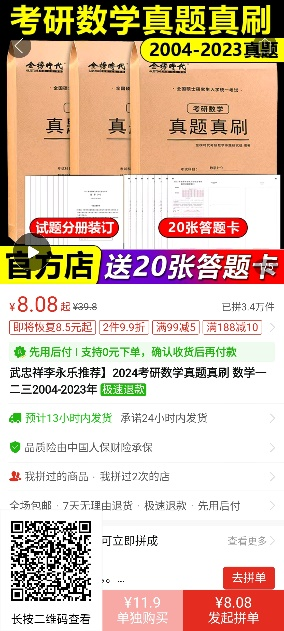 考研数学真题真刷
2004-2023真题
金榜时代
考研数学
真题真刷
试题分册装订
20张答题卡
官方店 送20张答题卡
¥8.08起 ¥39.8 已拼3.4万件
即将恢复8.5元起 2件9.9折 满99减5 满188减10
先用后付 | 支持0元下单，确认收货后再付款
武忠祥李永乐推荐】2024考研数学真题真刷 数学一
二三2004-2023年 极速退款
预计13小时内发货 承诺24小时内发货
品质险由中国人保财险承保
我拼过的商品 · 我拼过2次的店
全场包邮 · 7天无理由退货 · 极速退款 · 先用后付
可立即拼成 查看更多
去拼单
长按二维码查看
¥11.9
单独购买
¥8.08
发起拼单